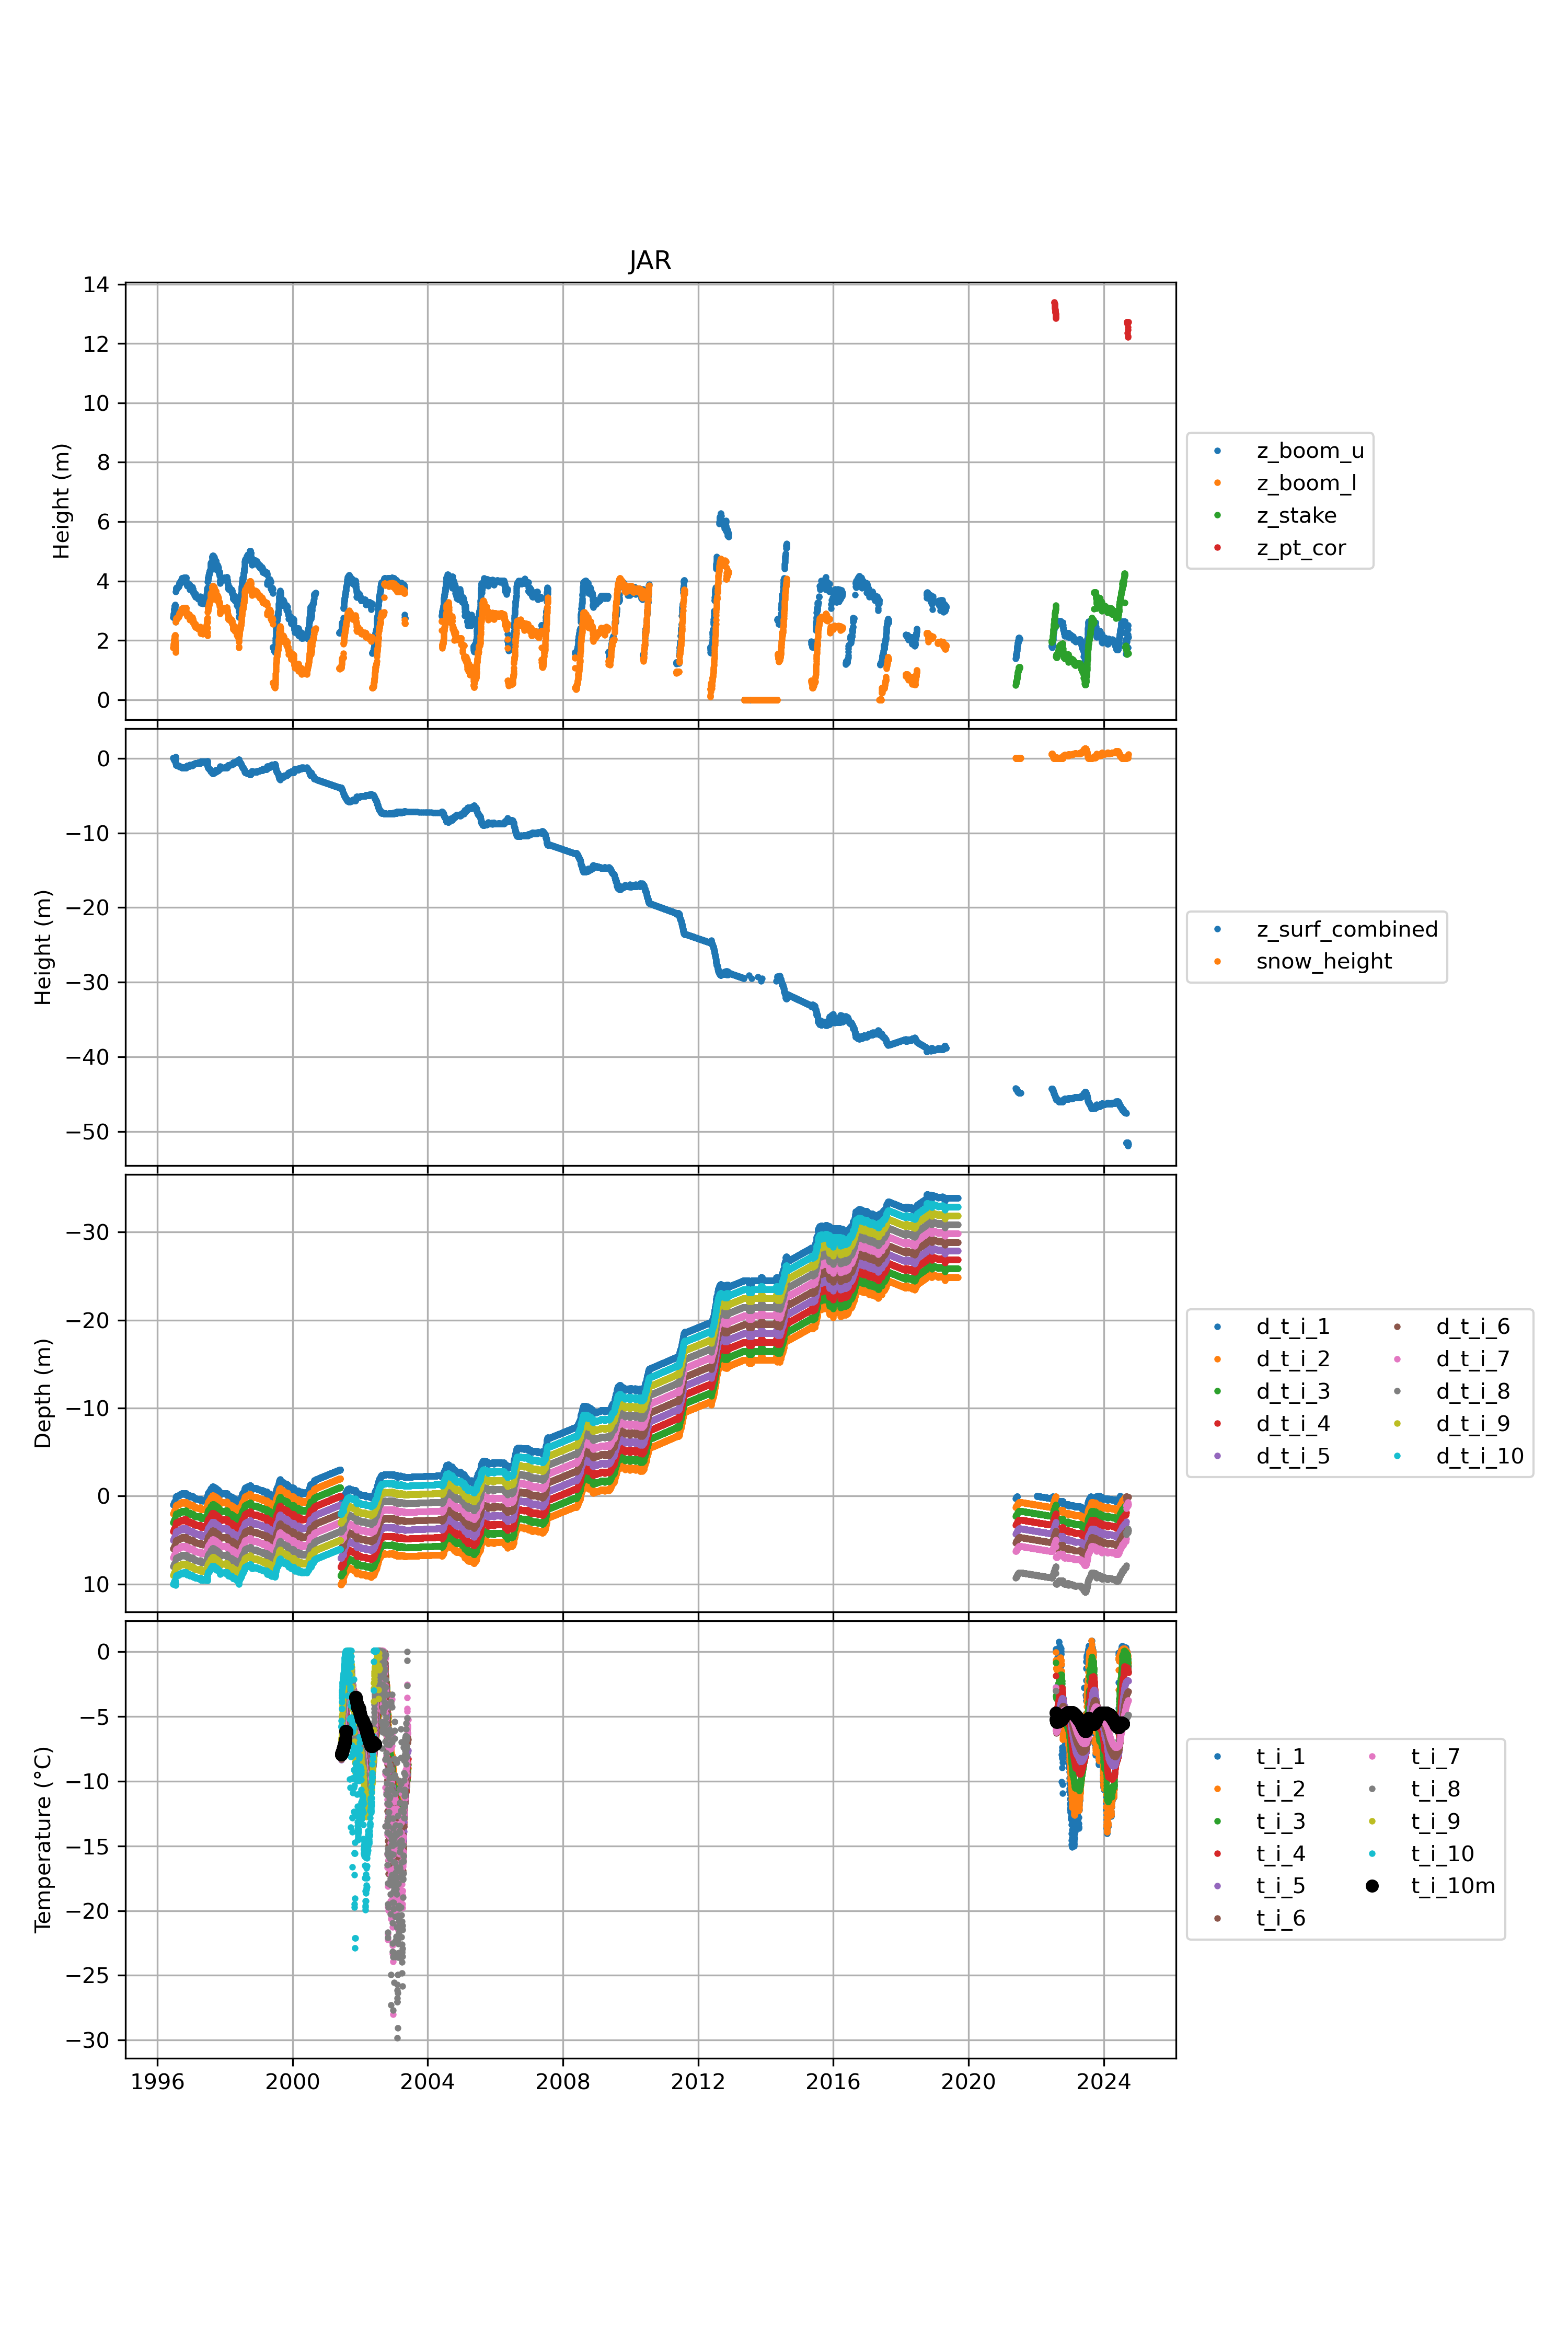 JAR
14
12
10
8
6
4
2
0
Height (m)
z_boom_u
z_boom_l
z_stake
z_pt_cor
0
−10
−20
−30
−40
−50
Height (m)
z_surf_combined
snow_height
−30
−20
−10
0
10
Depth (m)
d_t_i_1
d_t_i_2
d_t_i_3
d_t_i_4
d_t_i_5
d_t_i_6
d_t_i_7
d_t_i_8
d_t_i_9
d_t_i_10
0
−5
−10
−15
−20
−25
−30
Temperature (°C)
t_i_1
t_i_2
t_i_3
t_i_4
t_i_5
t_i_6
t_i_7
t_i_8
t_i_9
t_i_10
t_i_10m
1996 2000 2004 2008 2012 2016 2020 2024